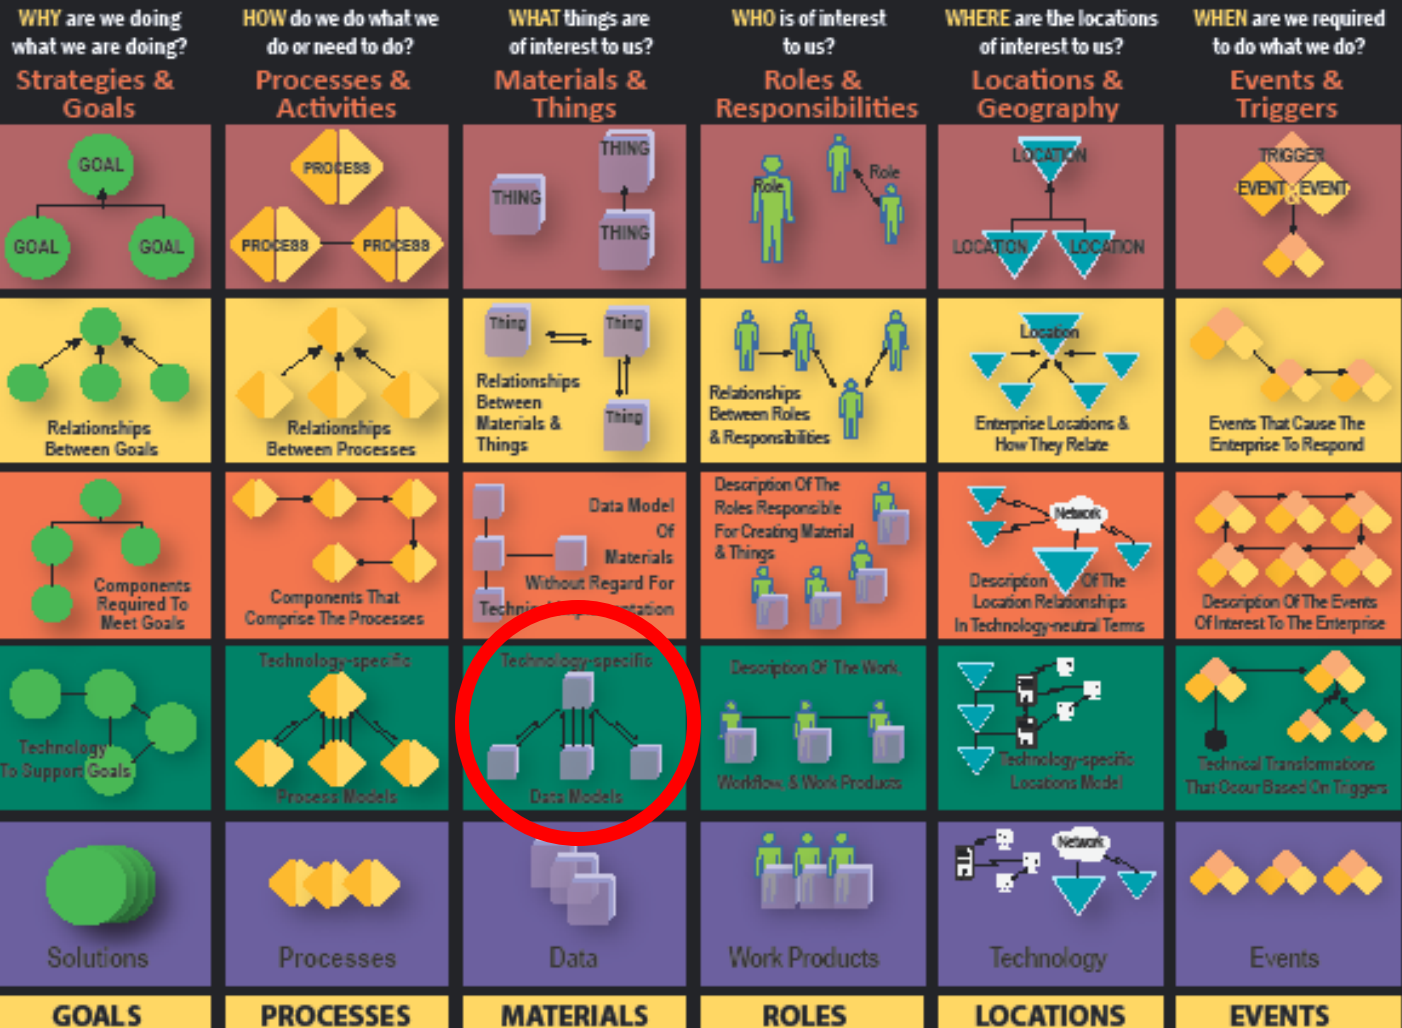 WHY are we doing
what we are doing?
Strategies &
Goals
HOW do we do what we
do or need to do?
Processes &
Activities
WHAT things are
of interest to us?
Materials &
Things
WHO is of interest
to us?
Roles &
Responsibilities
WHERE are the locations
of interest to us?
Locations &
Geography
WHEN are we required
to do what we do?
Events &
Triggers
GOAL
GOAL
GOAL
PROCESS
PROCESS
PROCESS
THING
THING
THING
Role
Role
LOCATION
LOCATION
LOCATION
TRIGGER
EVENT & EVENT
Relationships
Between Goals
Relationships
Between Processes
Thing
Thing
Relationships
Between
Materials &
Things
Thing
Relationships
Between Roles
& Responsibilities
Location
Enterprise Locations &
How They Relate
Events That Cause The
Enterprise To Respond
Components
Required To
Meet Goals
Components That
Comprise The Processes
Data Model
Of
Materials
Without Regard For
Description Of The
Roles Responsible
For Creating Material
& Things
Network
Description Of The
Location Relationships
In Technology-neutral Terms
Description Of The Events
Of Interest To The Enterprise
Technology
To Support Goals
Technology-specific
Process Models
Technology-specific
Data Models
Description Of The Work,
Workflow, & Work Products
Technology-specific
Locations Model
Technical Transformations
That Occur Based On Triggers
Solutions
Processes
Data
Work Products
Network
Technology
Events
GOALS
PROCESSES
MATERIALS
ROLES
LOCATIONS
EVENTS